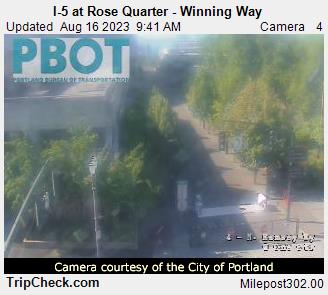 I-5 at Rose Quarter - Winning Way
Updated Aug 16 2023 9:41 AM Camera 4
PBOT
PORTLAND BUREAU OF TRANSPORTATION
Camera courtesy of the City of Portland
TripCheck.com Milepost302.00